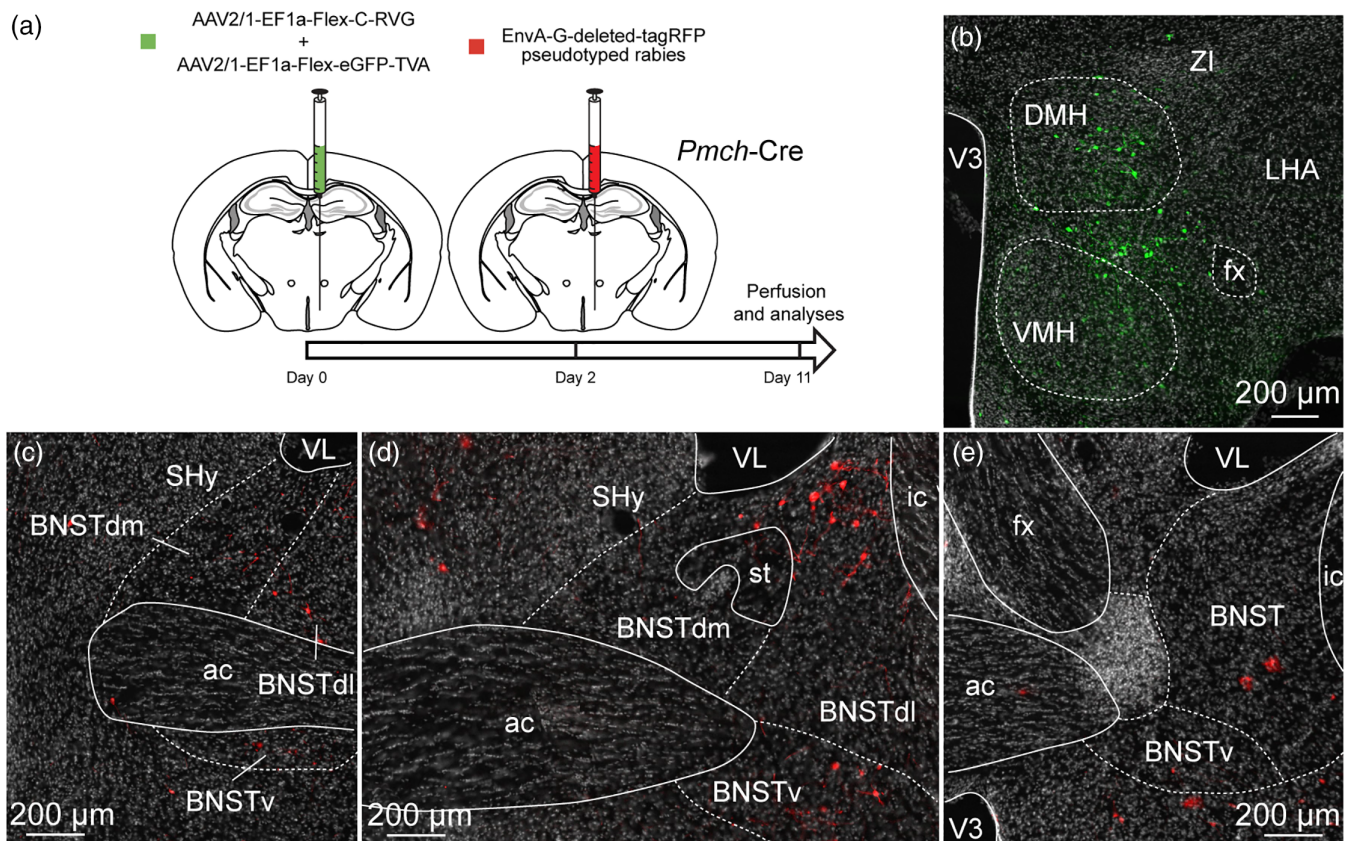 (a)
AAV2/1-EF1a-Flex-C-RVG
+
AAV2/1-EF1a-Flex-eGFP-TVA
EnvA-G-deleted-tagRFP
pseudotyped rabies
Pmch-Cre
Perfusion
and analyses
Day 0
Day 2
Day 11
(b)
ZI
DMH
V3
LHA
fx
VMH
200 µm
(c)
VL
SHy
BNSTdm
ac
BNSTdl
BNSTv
200 µm
(d)
VL
SHy
ic
st
BNSTdm
BNSTdl
ac
BNSTv
200 µm
(e)
VL
fx
ic
BNST
ac
BNSTv
V3
200 µm